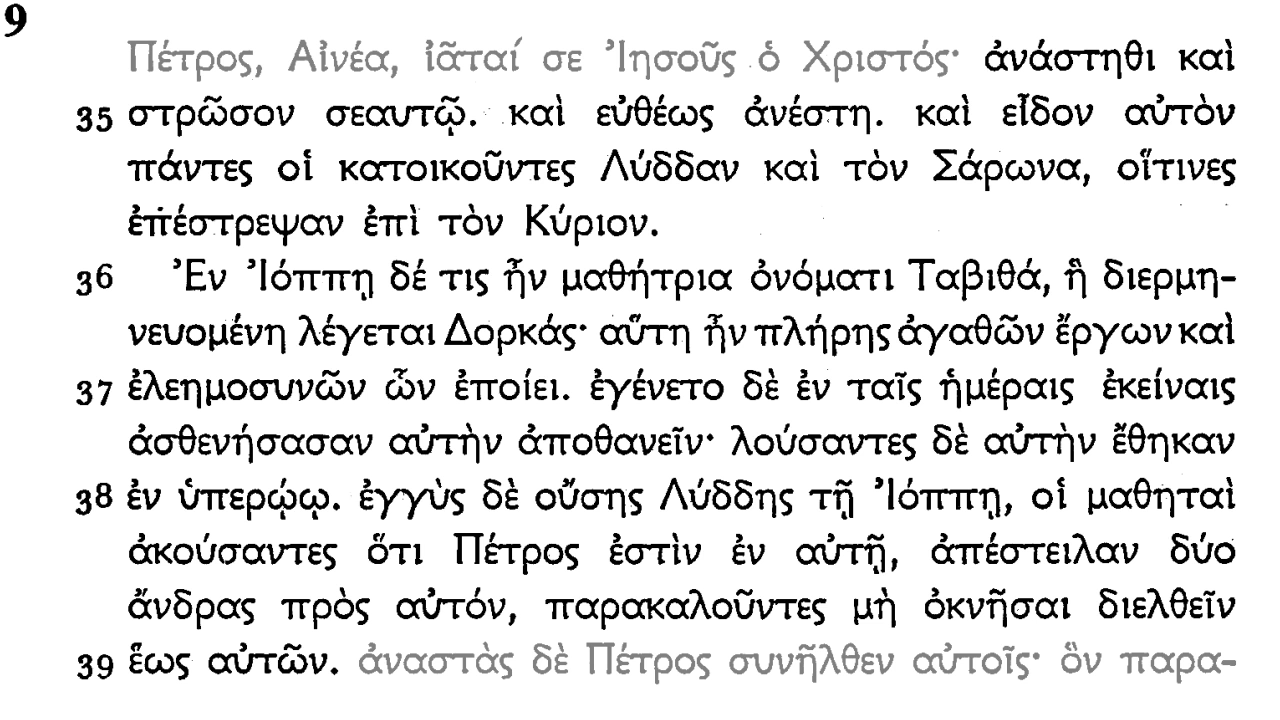 9
Πέτρος, Αἰνέα, ἰᾶταί σε Ἰησοῦς ὁ Χριστός· ἀνάστηθι καὶ
35 στρῶσον σεαυτῷ. καὶ εὐθέως ἀνέστη. καὶ εἶδον αὐτὸν
πάντες οἱ κατοικοῦντες Λύδδαν καὶ τὸν Σάρωνα, οἵτινες
ἐπέστρεψαν ἐπὶ τὸν Κύριον.
36 Ἐν Ἰόππῃ δέ τις ἦν μαθήτρια ὀνόματι Ταβιθά, ἣ διερμη-
νευομένη λέγεται Δορκάς· αὕτη ἦν πλήρης ἀγαθῶν ἔργων καὶ
37 ἐλεημοσυνῶν ὧν ἐποίει. ἐγένετο δὲ ἐν ταῖς ἡμέραις ἐκείναις
ἀσθενήσασαν αὐτὴν ἀποθανεῖν· λούσαντες δὲ αὐτὴν ἔθηκαν
38 ἐν ὑπερῴῳ. ἐγγὺς δὲ οὔσης Λύδδης τῇ Ἰόππῃ, οἱ μαθηταὶ
ἀκούσαντες ὅτι Πέτρος ἐστὶν ἐν αὐτῇ, ἀπέστειλαν δύο
ἄνδρας πρὸς αὐτόν, παρακαλοῦντες μὴ ὀκνῆσαι διελθεῖν
39 ἕως αὐτῶν. ἀναστὰς δὲ Πέτρος συνῆλθεν αὐτοῖς· ὃν παρα-